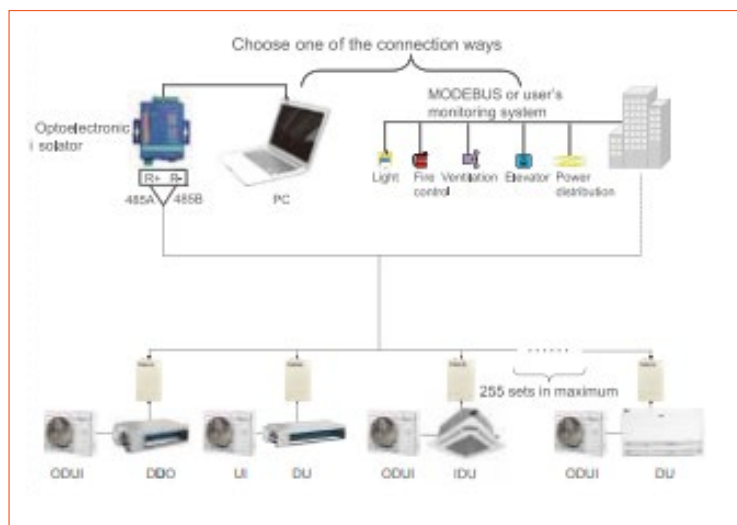 Choose one of the connection ways
MODEBUS or user's
monitoring system
Optoelectronic
i solator
R+ R-
485A 485B
PC
Light
Fire
control
Ventilation
Elevator
Power
distribution
255 sets in maximum
ODUI DDIO UI DU ODUI IDU ODUI DU